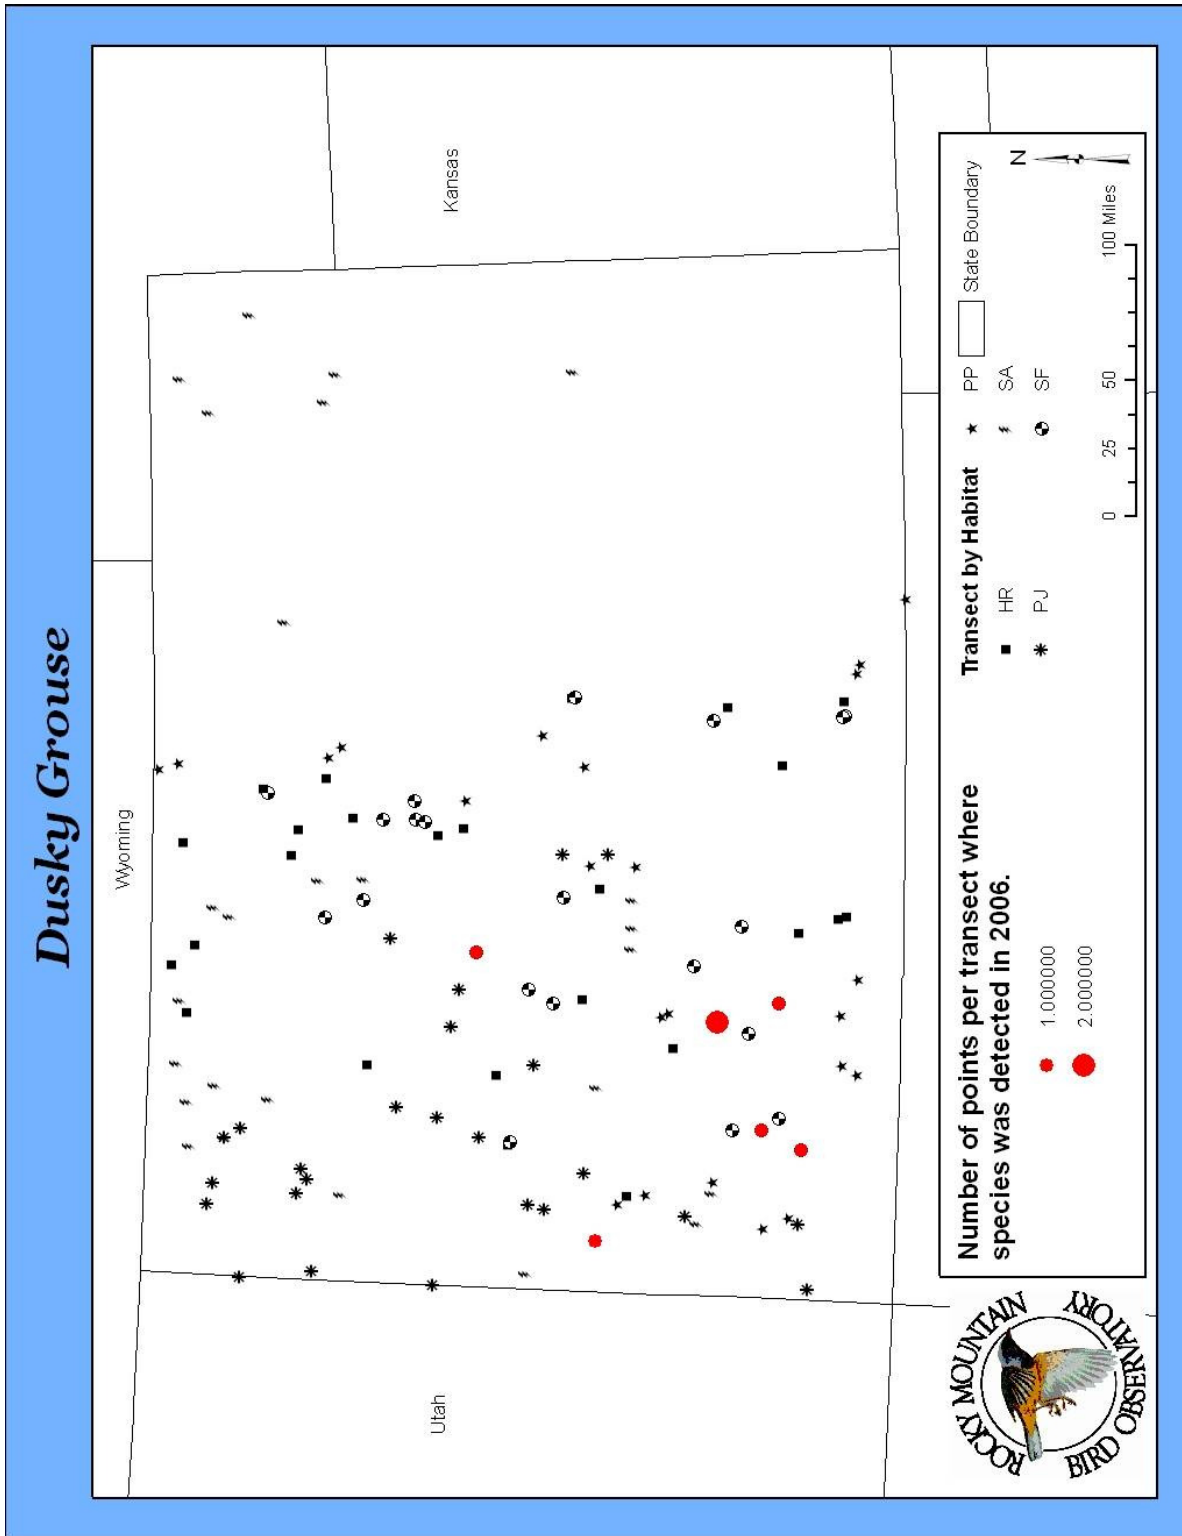 Dusky Grouse
Wyoming
Utah
Kansas
Number of points per transect where
species was detected in 2006.
1.000000
2.000000
Transect by Habitat
HR
PJ
PP
SA
SF
State Boundary
N
0 25 50 100 Miles
ROCKY MOUNTAIN
BIRD OBSERVATORY